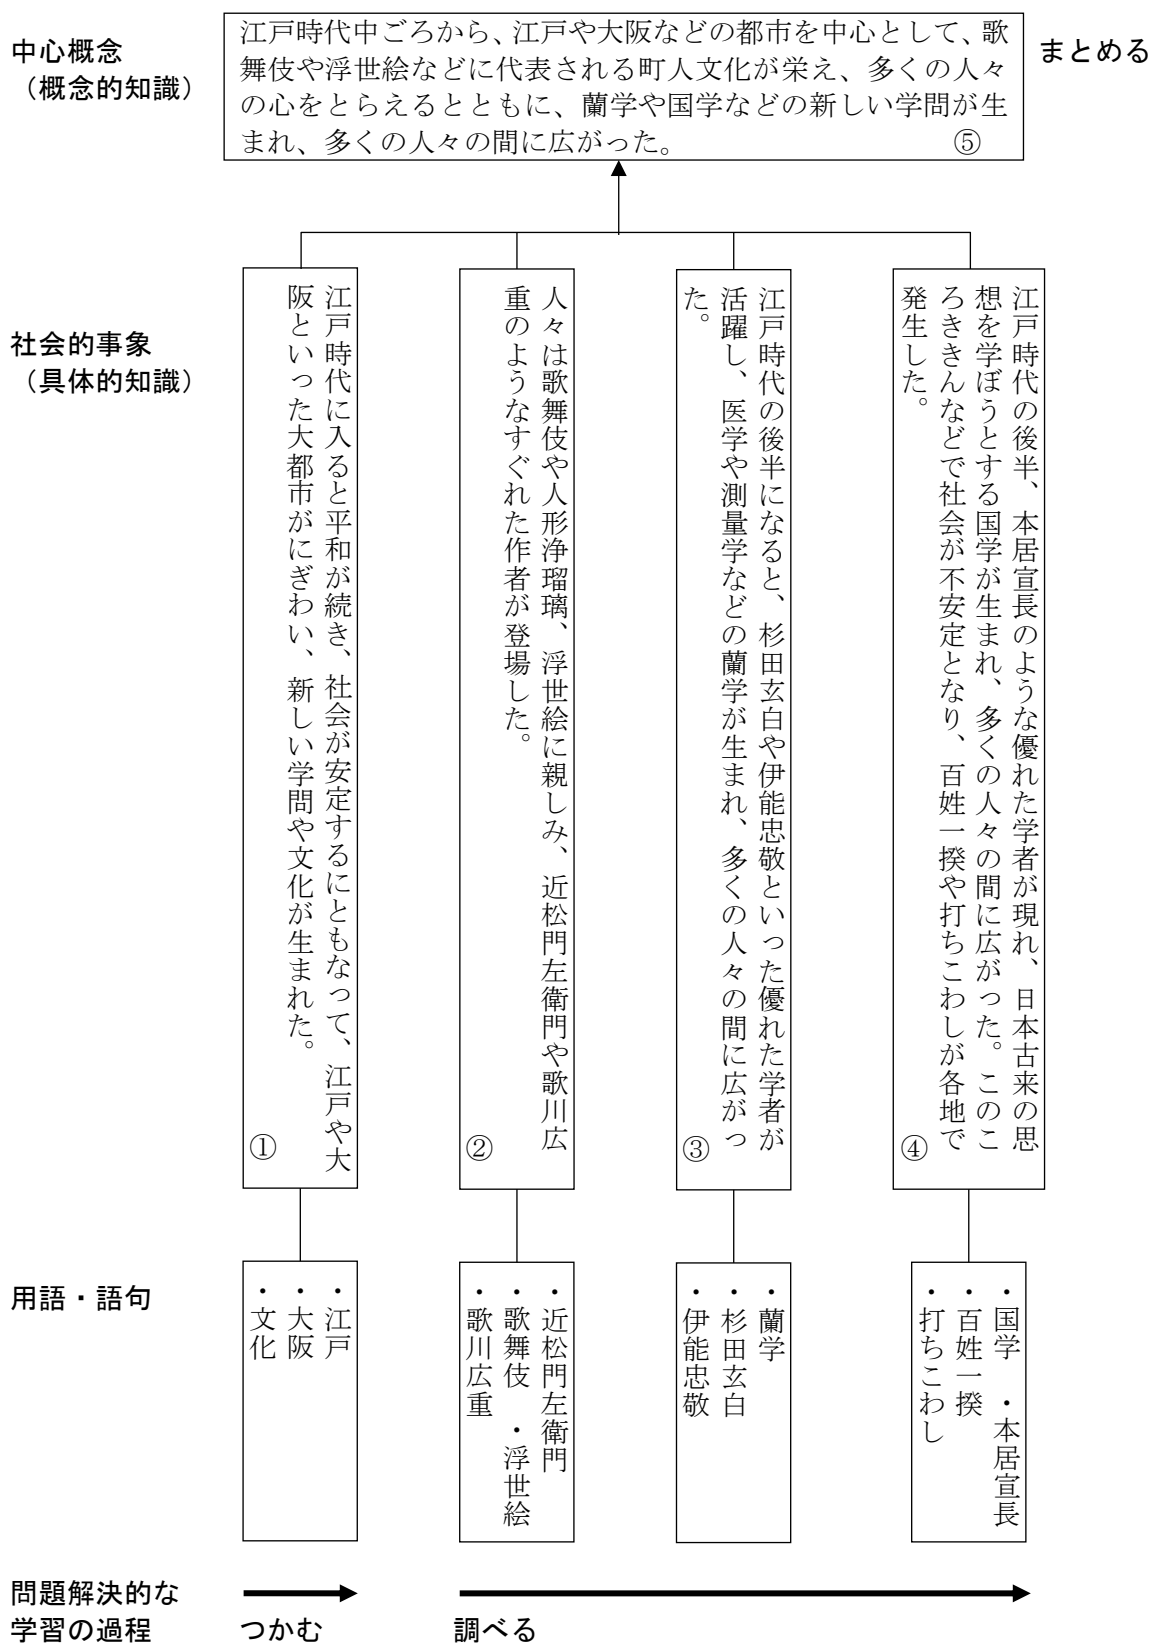 中心概念
（概念的知識）
江戸時代中ごろから、江戸や大阪などの都市を中心として、歌
舞伎や浮世絵などに代表される町人文化が栄え、多くの人々
の心をとらえるとともに、蘭学や国学などの新しい学問が生
まれ、多くの人々の間に広がった。 ⑤
まとめる
社会的事象
（具体的知識）
江戸時代に入ると平和が続き、社会が安定するにともなって、江戸や大
阪といった大都市がにぎわい、新しい学問や文化が生まれた。
①
人々は歌舞伎や人形浄瑠璃、浮世絵に親しみ、近松門左衛門や歌川広
重のようなすぐれた作者が登場した。
②
江戸時代の後半になると、杉田玄白や伊能忠敬といった優れた学者が
活躍し、医学や測量学などの蘭学が生まれ、多くの人々の間に広がっ
た。
③
江戸時代の後半、本居宣長のような優れた学者が現れ、日本古来の思
想を学ぼうとする国学が生まれ、多くの人々の間に広がった。このこ
ろききんなどで社会が不安定となり、百姓一揆や打ちこわしが各地で
発生した。
④
用語・語句
・江戸
・大阪
・文化
・近松門左衛門
・歌舞伎 ・浮世絵
・歌川広重
・蘭学
・杉田玄白
・伊能忠敬
・国学 ・本居宣長
・百姓一揆
・打ちこわし
問題解決的な
学習の過程
つかむ
調べる